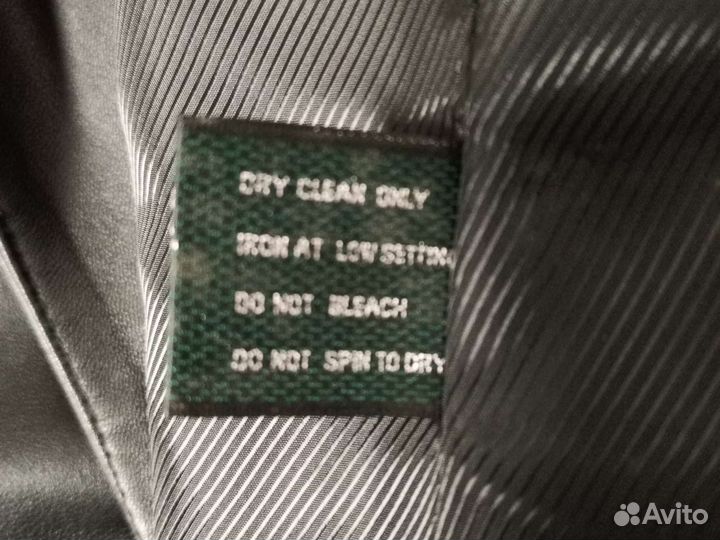 DRY CLEAN ONLY
IRON AT LOW SETTING
DO NOT BLEACH
DO NOT SPIN TO DRY
Avito